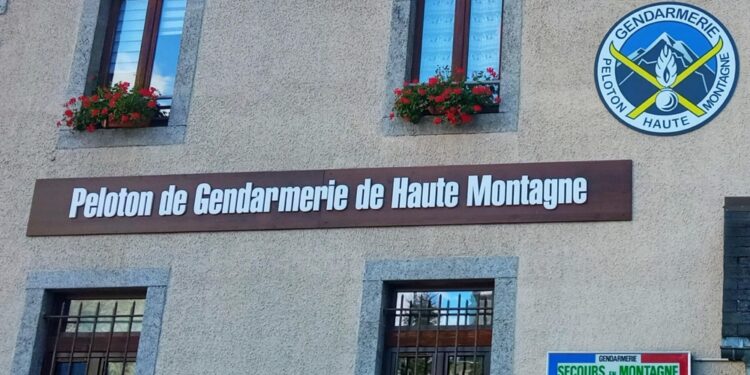 GENDARMERIE
PELOTON HAUTE MONTAGNE
Peloton de Gendarmerie de Haute Montagne
GENDARMERIE
SECOURS EN MONTAGNE